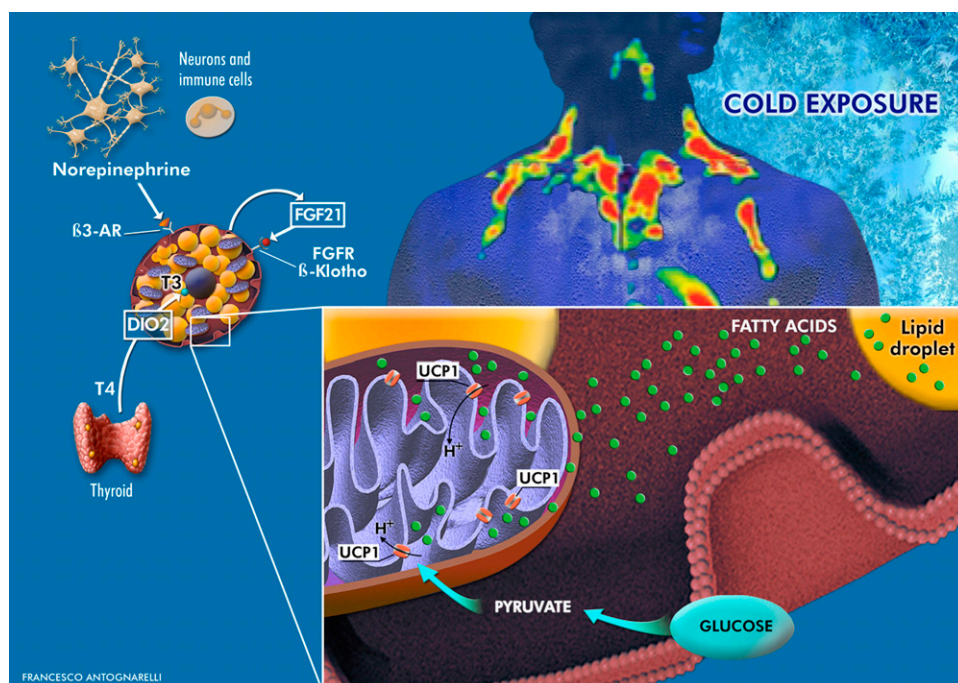 Neurons and
immune cells
COLD EXPOSURE
Norepinephrine
FGF21
ß3-AR
FGFR
ß-Klotho
T3
DIO2
T4
Thyroid
FATTY ACIDS
Lipid
droplet
UCP1
H+
UCP1
H+
UCP1
PYRUVATE
GLUCOSE
FRANCESCO ANTOGNARELLI